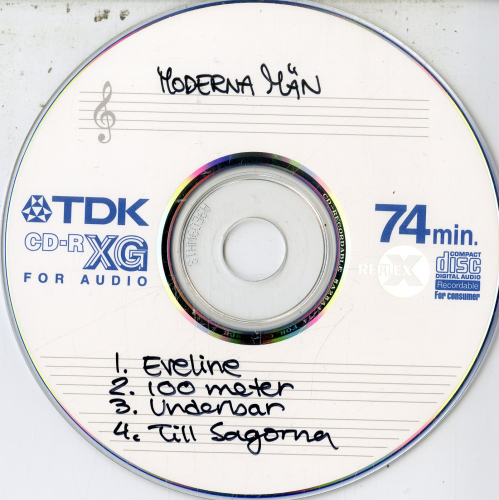 MODERNA MÄN
TDK
CD-R XG
FOR AUDIO
74 min.
REFLEX
COMPACT
disc
DIGITAL AUDIO
Recordable
For consumer
1. Eveline
2. 100 meter
3. Underbar
4. Till Sagorna